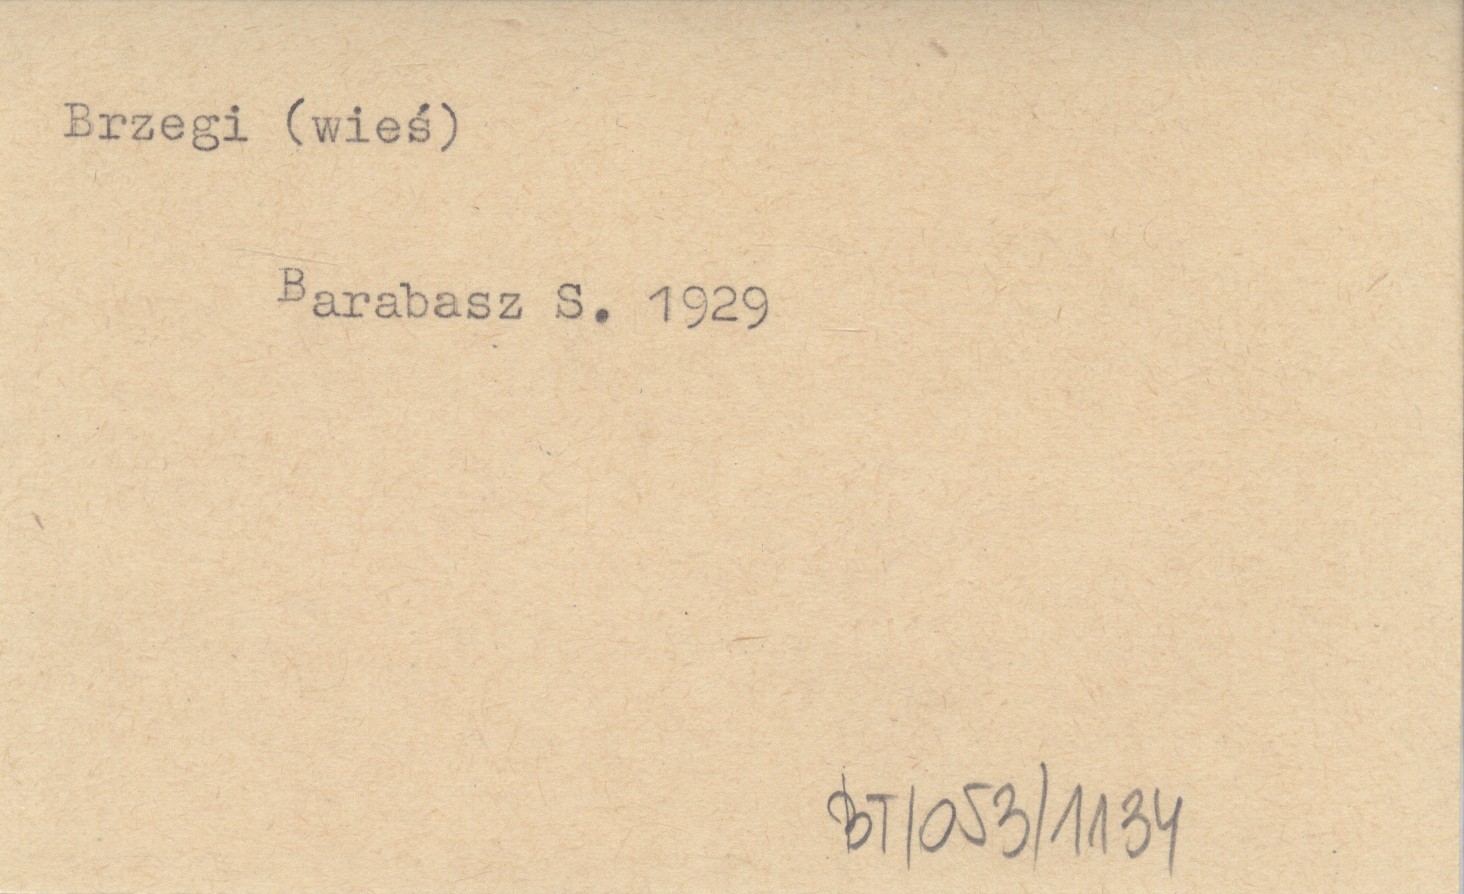 Brzegi (wieś)
Barabasz S. 1929
BT/053/1134